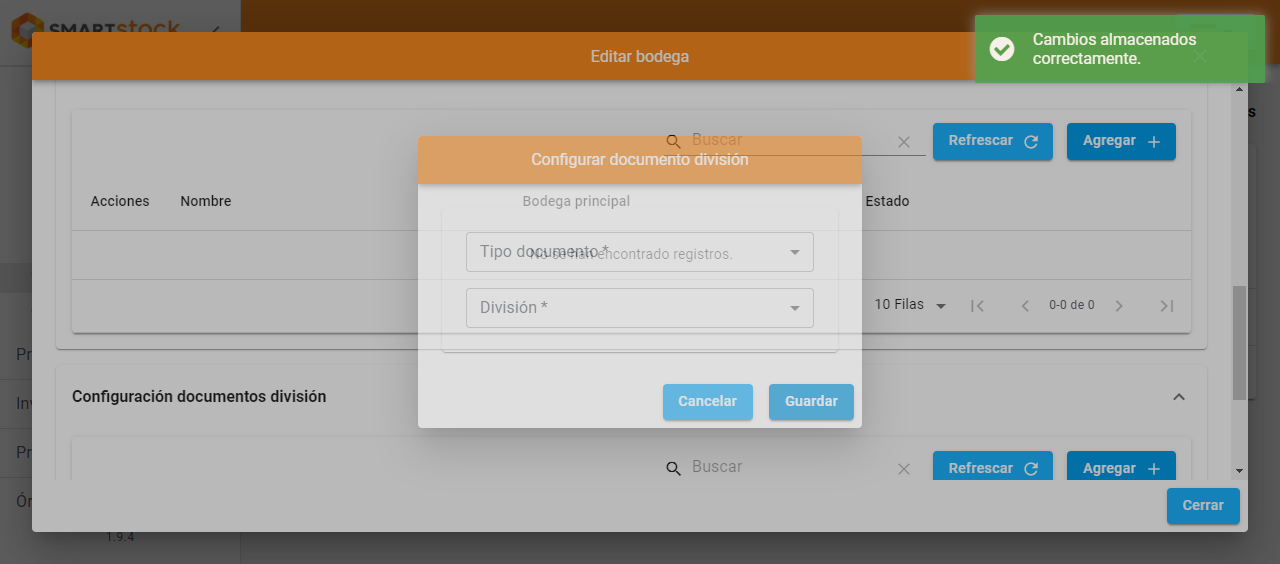 SMARTstock
Cambios almacenados
correctamente.
Editar bodega
Buscar
Refrescar
Agregar
Configurar documento división
Acciones
Nombre
Bodega principal
Estado
Tipo documento *
No se han encontrado registros.
División *
10 Filas
0-0 de 0
Pr
Configuración documentos división
Cancelar
Guardar
Inv
Pr
Buscar
Refrescar
Agregar
Ór
Cerrar
1.9.4